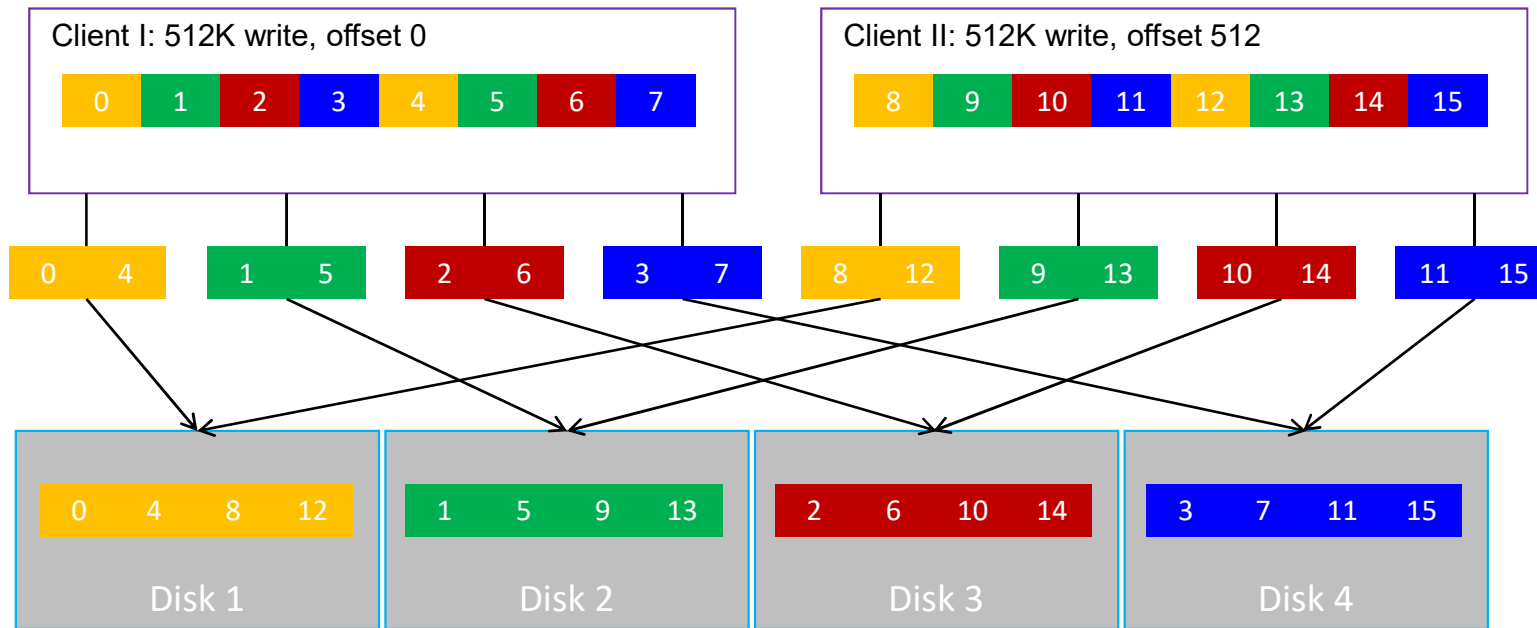 Client I: 512K write, offset 0
0 1 2 3 4 5 6 7
Client II: 512K write, offset 512
8 9 10 11 12 13 14 15
0 4
1 5
2 6
3 7
8 12
9 13
10 14
11 15
0 4 8 12
Disk 1
1 5 9 13
Disk 2
2 6 10 14
Disk 3
3 7 11 15
Disk 4